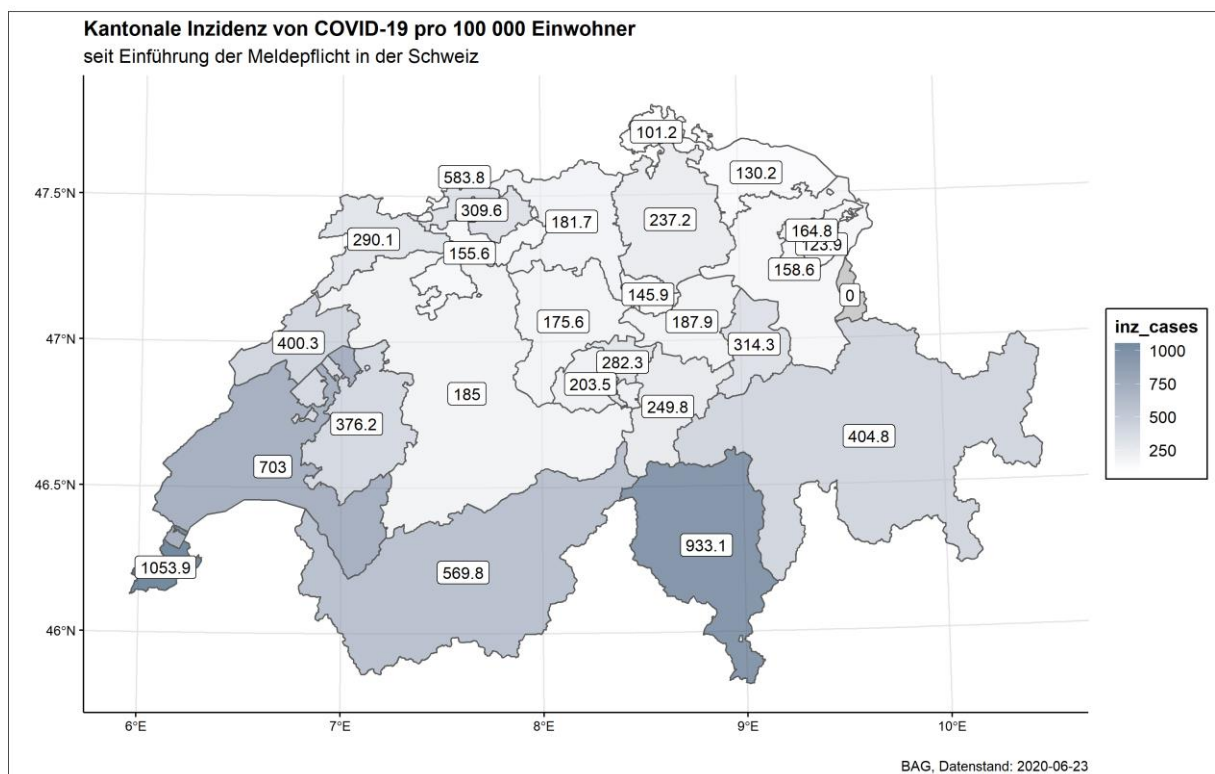 Kantonale Inzidenz von COVID-19 pro 100 000 Einwohner
seit Einführung der Meldepflicht in der Schweiz
101.2
47.5°N
583.8
130.2
309.6
181.7
237.2
164.8
290.1
155.6
123.9
158.6
145.9
0
175.6
187.9
47°N
400.3
314.3
282.3
203.5
185
249.8
376.2
404.8
703
46.5°N
933.1
1053.9
569.8
46°N
6°E
7°E
8°E
9°E
10°E
inz_cases
1000
750
500
250
BAG, Datenstand: 2020-06-23